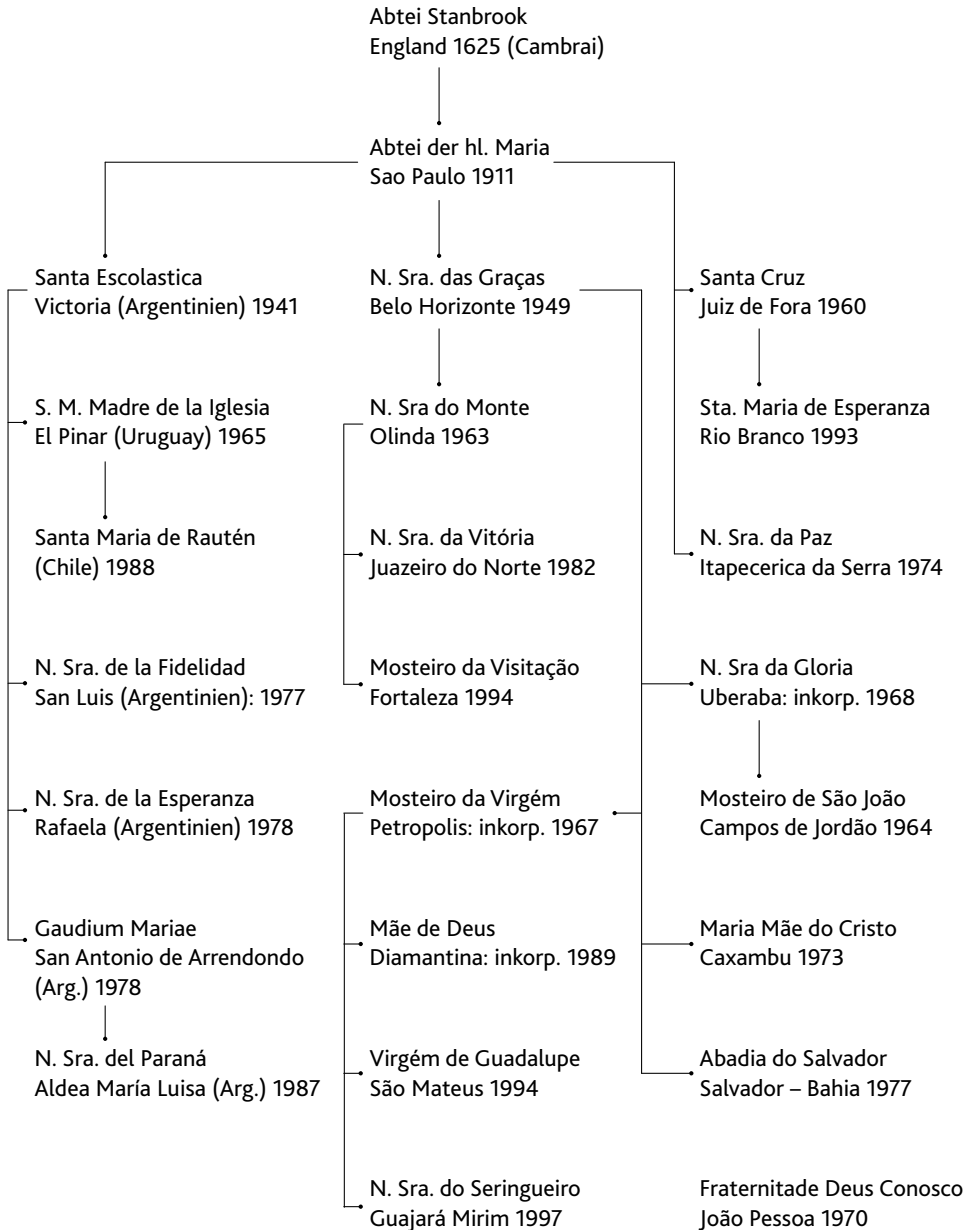 Abtei Stanbrook
England 1625 (Cambrai)
Abtei der hl. Maria
Sao Paulo 1911
Santa Escolastica
Victoria (Argentinien) 1941
N. Sra. das Graças
Belo Horizonte 1949
Santa Cruz
Juiz de Fora 1960
S. M. Madre de la Iglesia
El Pinar (Uruguay) 1965
N. Sra do Monte
Olinda 1963
Sta. Maria de Esperanza
Rio Branco 1993
Santa Maria de Rautén
(Chile) 1988
N. Sra. da Vitória
Juazeiro do Norte 1982
N. Sra. da Paz
Itapecerica da Serra 1974
N. Sra. de la Fidelidad
San Luis (Argentinien): 1977
Mosteiro da Visitação
Fortaleza 1994
N. Sra da Gloria
Uberaba: inkorp. 1968
N. Sra. de la Esperanza
Rafaela (Argentinien) 1978
Mosteiro da Virgém
Petropolis: inkorp. 1967
Mosteiro de São João
Campos de Jordão 1964
Gaudium Mariae
San Antonio de Arrendondo
(Arg.) 1978
Mãe de Deus
Diamantina: inkorp. 1989
Maria Mãe do Cristo
Caxambu 1973
N. Sra. del Paraná
Aldea María Luisa (Arg.) 1987
Virgém de Guadalupe
São Mateus 1994
Abadia do Salvador
Salvador – Bahia 1977
N. Sra. do Seringueiro
Guajará Mirim 1997
Fraternitade Deus Conosco
João Pessoa 1970